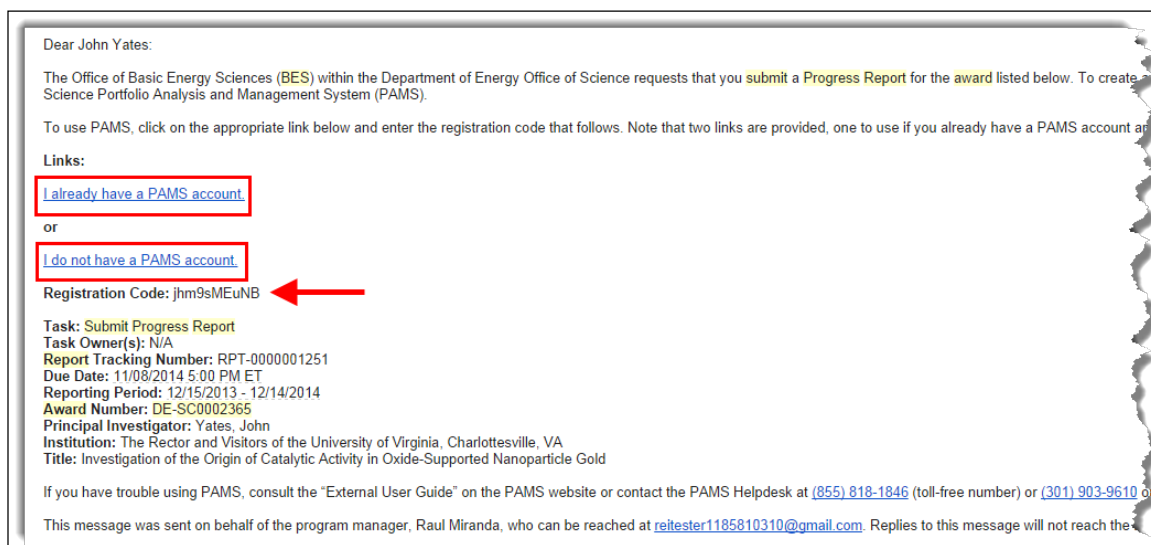 Dear John Yates:
The Office of Basic Energy Sciences (BES) within the Department of Energy Office of Science requests that you submit a Progress Report for the award listed below. To create
Science Portfolio Analysis and Management System (PAMS).
To use PAMS, click on the appropriate link below and enter the registration code that follows. Note that two links are provided, one to use if you already have a PAMS account
Links:
I already have a PAMS account.
or
I do not have a PAMS account.
Registration Code: jhm9sMEuNB
Task: Submit Progress Report
Task Owner(s): N/A
Report Tracking Number: RPT-0000001251
Due Date: 11/08/2014 5:00 PM ET
Reporting Period: 12/15/2013 - 12/14/2014
Award Number: DE-SC0002365
Principal Investigator: Yates, John
Institution: The Rector and Visitors of the University of Virginia, Charlottesville, VA
Title: Investigation of the Origin of Catalytic Activity in Oxide-Supported Nanoparticle Gold
If you have trouble using PAMS, consult the “External User Guide” on the PAMS website or contact the PAMS Helpdesk at (855) 818-1846 (toll-free number) or (301) 903-9610
This message was sent on behalf of the program manager, Raul Miranda, who can be reached at reitester1185810310@gmail.com. Replies to this message will not reach the